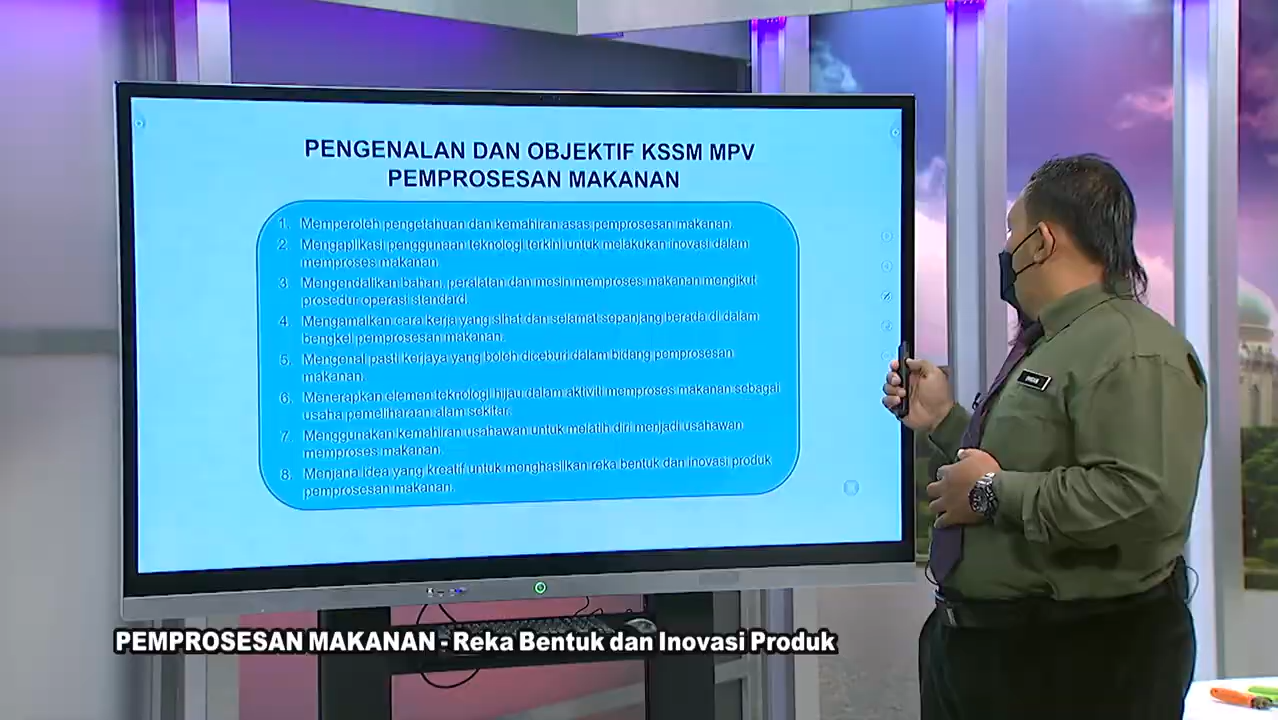 PENGENALAN DAN OBJEKTIF KSSM MPV
PEMPROSESAN MAKANAN
1. Memperoleh pengetahuan dan kemahiran asas pemprosesan makanan.
2. Mengaplikasi penggunaan teknologi terkini untuk melakukan inovasi dalam
memproses makanan.
3. Mengendalikan bahan, peralatan dan mesin memproses makanan mengikut
prosedur operasi standard.
4. Mengamalkan cara kerja yang sihat dan selamat sepanjang berada di dalam
bengkel pemprosesan makanan.
5. Mengenal pasti kerjaya yang boleh diceburi dalam bidang pemprosesan
makanan.
6. Menerapkan elemen teknologi hijau dalam aktiviti memproses makanan sebagai
usaha pemeliharaan alam sekitar.
7. Menggunakan kemahiran usahawan untuk melatih diri menjadi usahawan
memproses makanan.
8. Menjana idea yang kreatif untuk menghasilkan reka bentuk dan inovasi produk
pemprosesan makanan.
PEMPROSESAN MAKANAN - Reka Bentuk dan Inovasi Produk